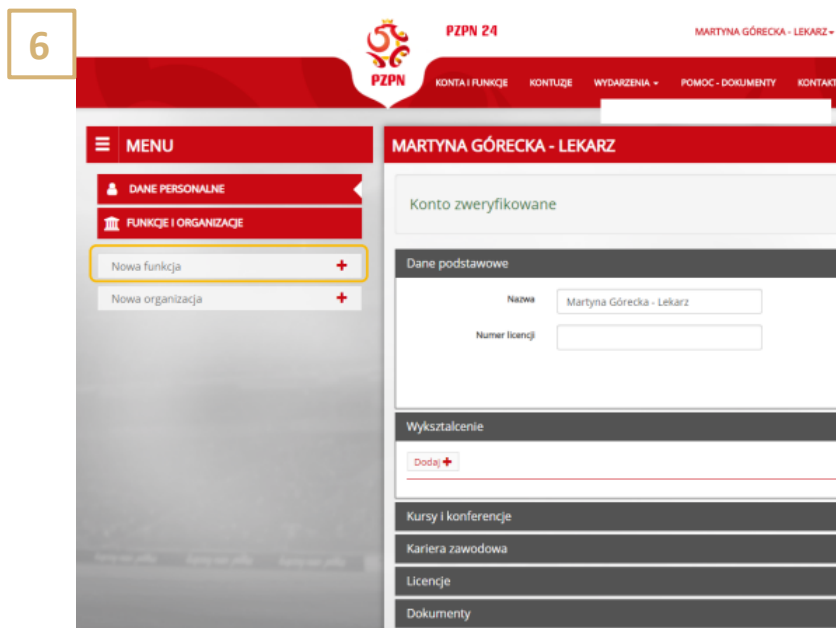 6
PZPN 24
MARTYNA GÓRECKA - LEKARZ
PZPN
KONTA I FUNKCJE KONTUZJE WYDARZENIA POMOC - DOKUMENTY KONTAKT
MENU
DANE PERSONALNE
FUNKCJE I ORGANIZACJE
Nowa funkcja
Nowa organizacja
MARTYNA GÓRECKA - LEKARZ
Konto zweryfikowane
Dane podstawowe
Nazwa Martyna Górecka - Lekarz
Numer licencji
Wyksztalcenie
Dodaj
Kursy i konferencje
Kariera zawodowa
Licencje
Dokumenty